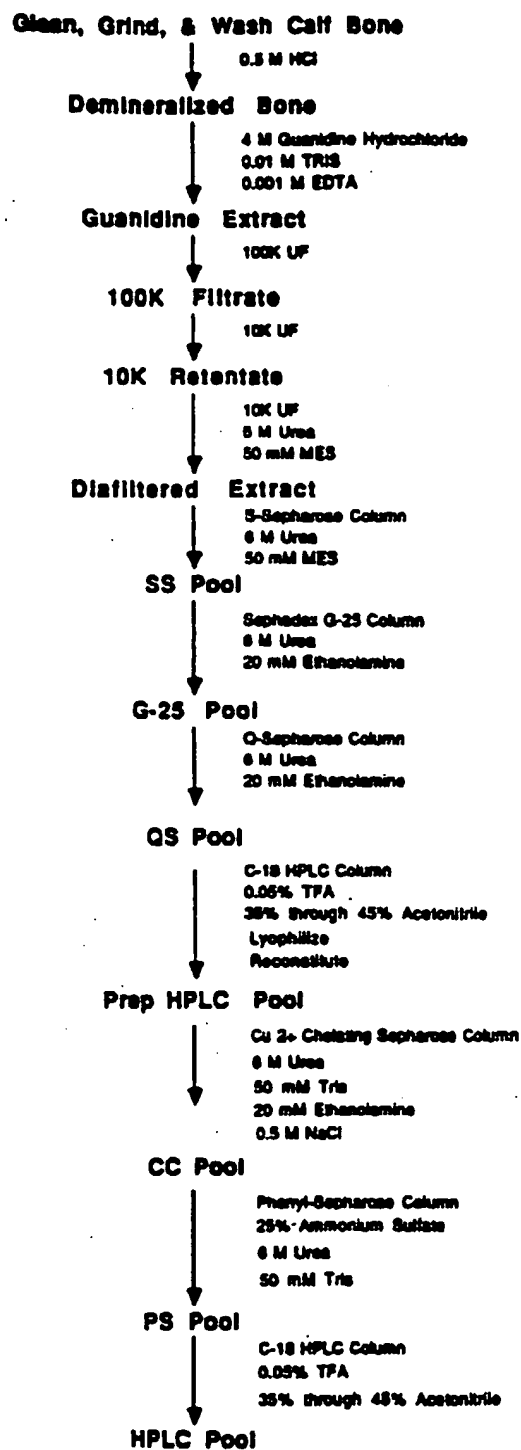 Clean, Grind, & Wash Calf Bone
0.5 M HCl
Demineralized Bone
4 M Guanidine Hydrochloride
0.01 M TRIS
0.001 M EDTA
Guanidine Extract
100K UF
100K Filtrate
10K UF
10K Retentate
10K UF
6 M Urea
50 mM MES
Diafiltered Extract
S-Sepharose Column
6 M Urea
50 mM MES
SS Pool
Sephadex G-25 Column
6 M Urea
20 mM Ethanolamine
G-25 Pool
Q-Sepharose Column
6 M Urea
20 mM Ethanolamine
QS Pool
C-18 HPLC Column
0.05% TFA
35% through 45% Acetonitrile
Lyophilize
Reconstitute
Prep HPLC Pool
Cu 2+ Chelating Sepharose Column
6 M Urea
50 mM Tris
20 mM Ethanolamine
0.5 M NaCl
CC Pool
Phenyl-Sepharose Column
25% Ammonium Sulfate
6 M Urea
50 mM Tris
PS Pool
C-18 HPLC Column
0.05% TFA
35% through 45% Acetonitrile
HPLC Pool